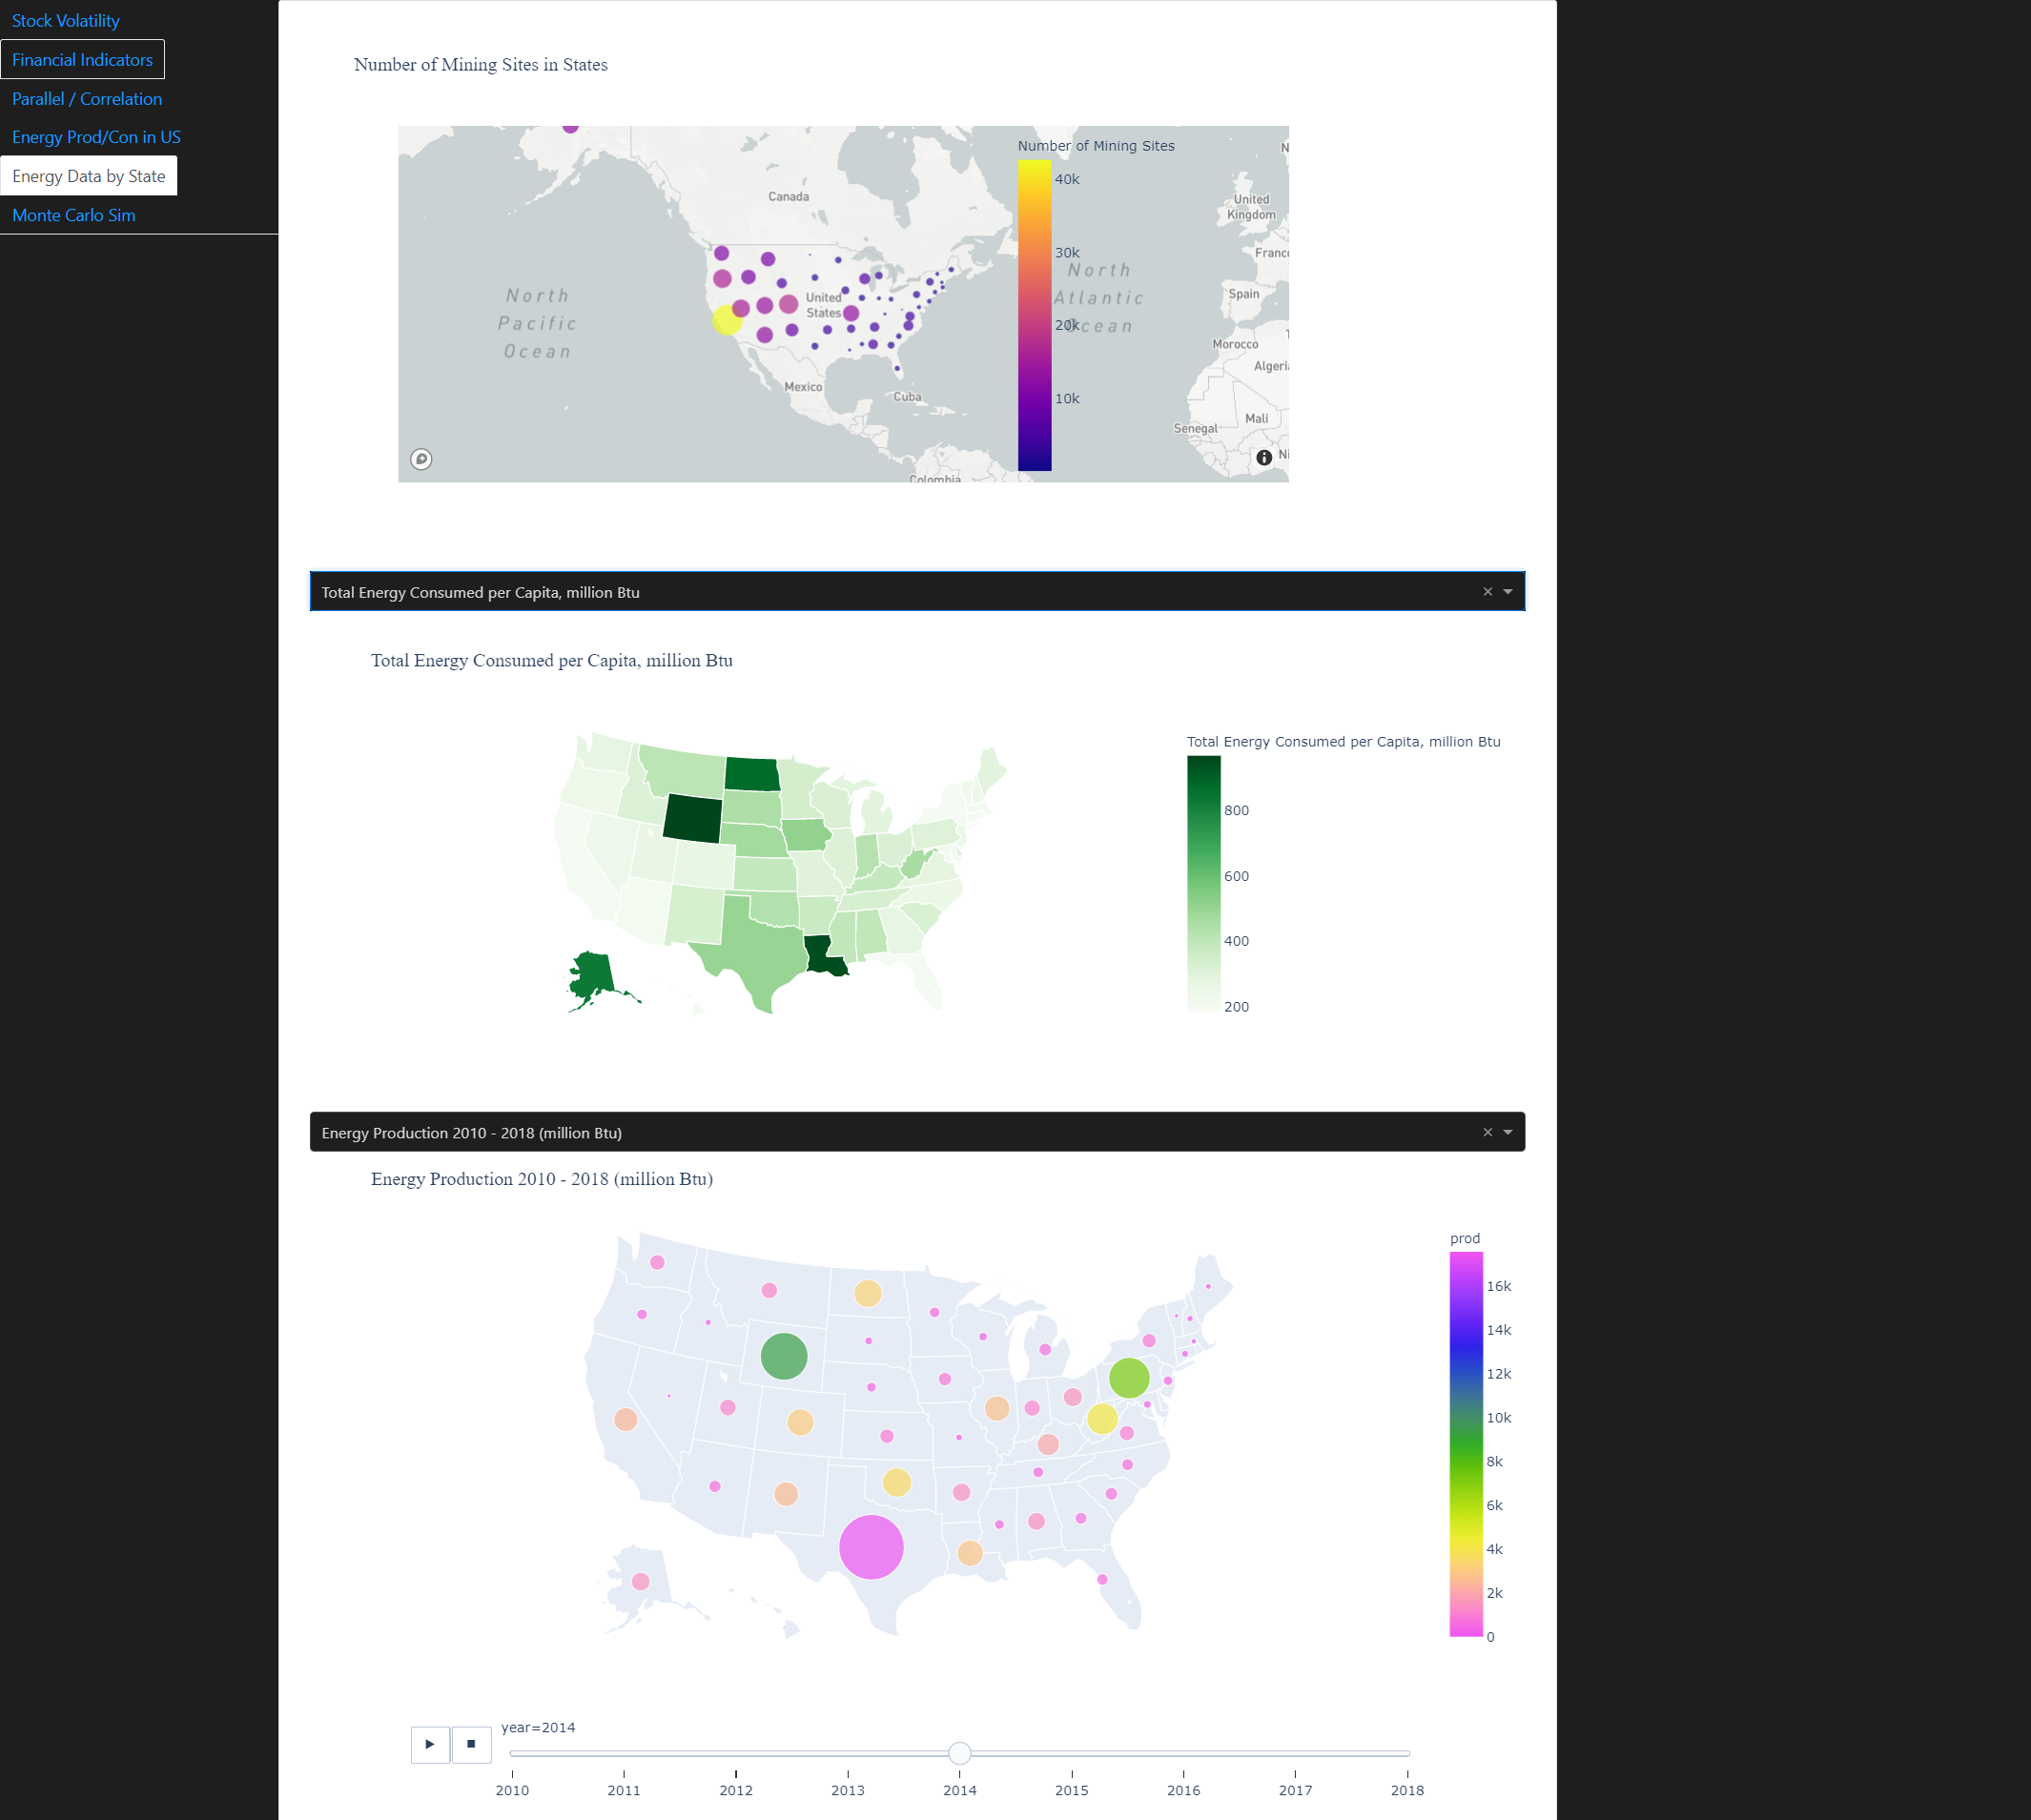 Stock Volatility
Financial Indicators
Parallel / Correlation
Energy Prod/Con in US
Energy Data by State
Monte Carlo Sim
Number of Mining Sites in States
Number of Mining Sites
40k
30k
20k
10k
Canada
United
States
Mexico
Cuba
Colombia
North
Pacific
Ocean
North
Atlantic
Ocean
United
Kingdom
France
Spain
Morocco
Algeri
Mali
Senegal
Ni
N
Total Energy Consumed per Capita, million Btu
Total Energy Consumed per Capita, million Btu
Total Energy Consumed per Capita, million Btu
800
600
400
200
Energy Production 2010 - 2018 (million Btu)
Energy Production 2010 - 2018 (million Btu)
prod
16k
14k
12k
10k
8k
6k
4k
2k
0
year=2014
2010 2011 2012 2013 2014 2015 2016 2017 2018